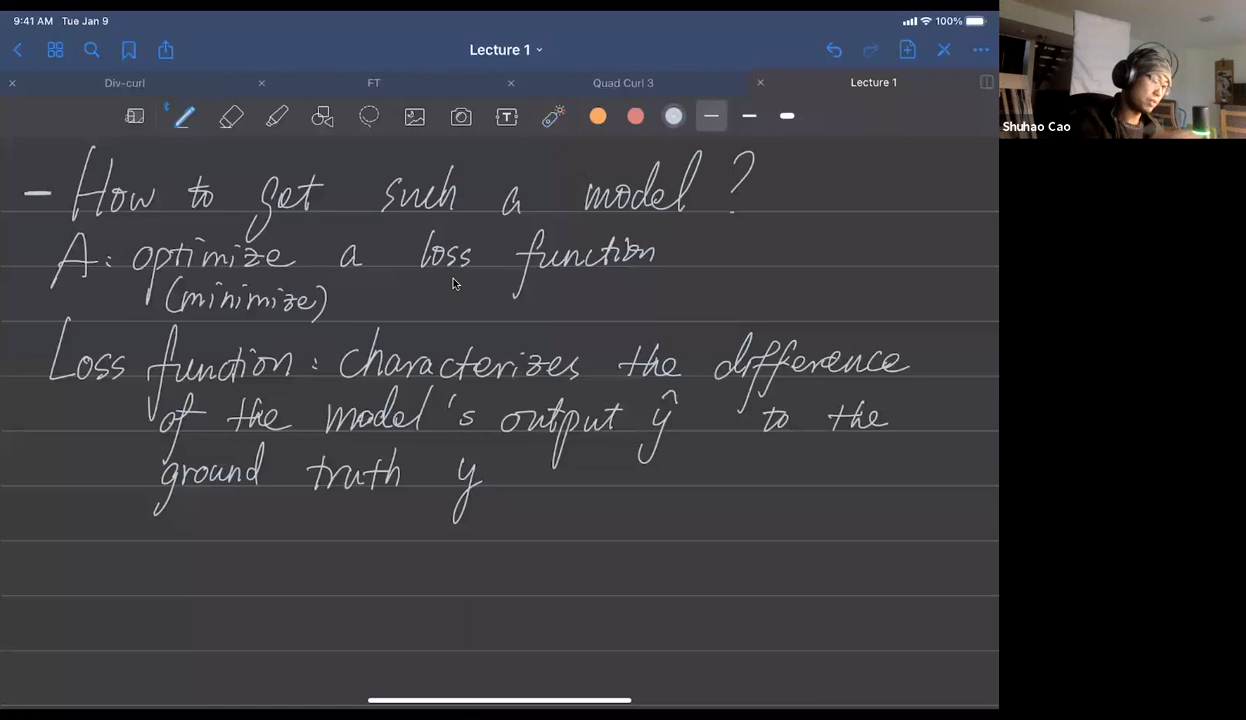 9:41 AM Tue Jan 9
100%
Lecture 1
Div-curl
FT
Quad Curl 3
Lecture 1
Shuhao Cao
- How to get such a model ?
A: optimize a loss function
(minimize)
Loss function : characterizes the difference
of the model's output ŷ to the
ground truth y